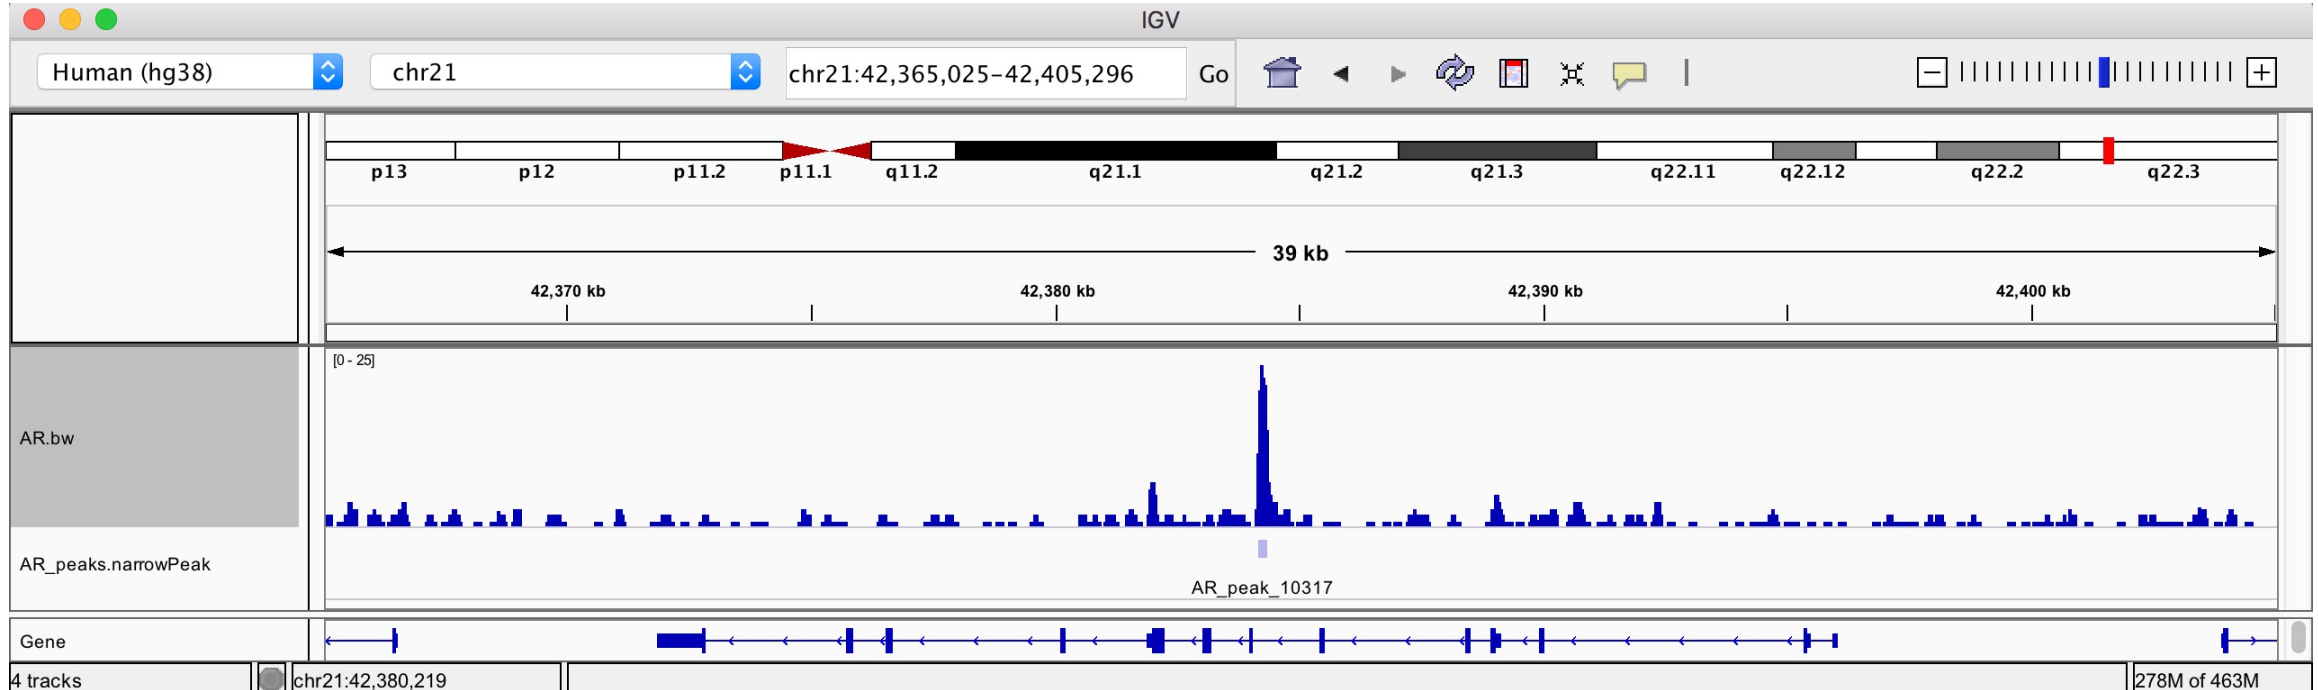 IGV
Human (hg38) chr21 chr21:42,365,025-42,405,296 Go
p13 p12 p11.2 p11.1 q11.2 q21.1 q21.2 q21.3 q22.11 q22.12 q22.2 q22.3
39 kb
42,370 kb 42,380 kb 42,390 kb 42,400 kb
[0 - 25]
AR.bw
AR_peaks.narrowPeak
AR_peak_10317
Gene
4 tracks chr21:42,380,219 278M of 463M